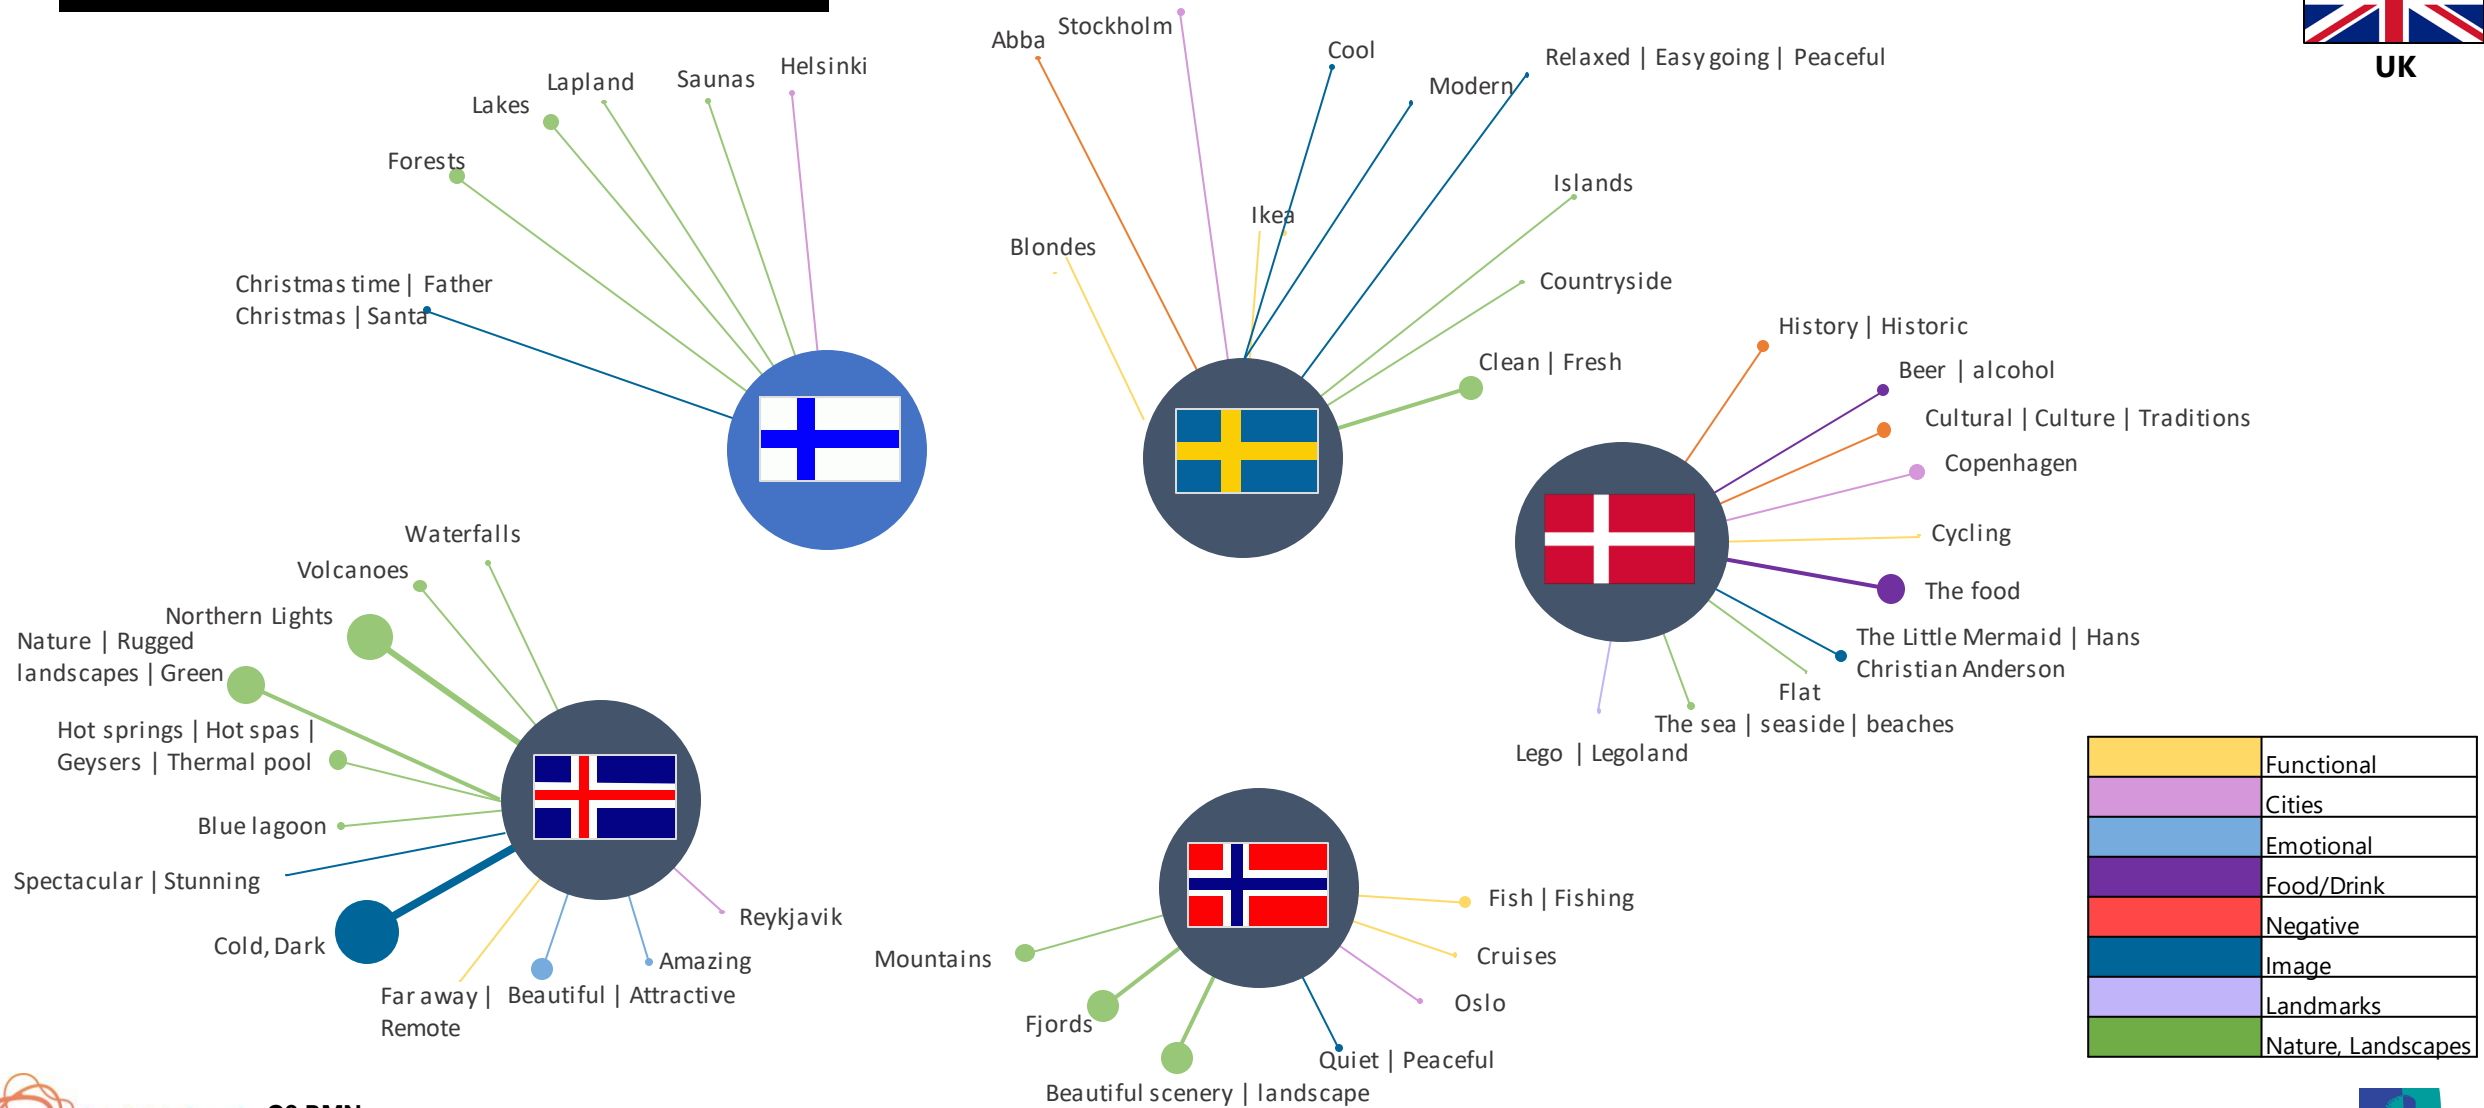 Stockholm
Abba
Cool
Relaxed | Easy going | Peaceful
UK
Helsinki
Saunas
Lapland
Modern
Lakes
Forests
Islands
Ikea
Blondes
Countryside
Christmas time | Father
Christmas | Santa
History | Historic
Clean | Fresh
Beer | alcohol
Cultural | Culture | Traditions
Copenhagen
Cycling
Waterfalls
Volcanoes
The food
Northern Lights
Nature | Rugged
landscapes | Green
The Little Mermaid | Hans
Christian Anderson
Flat
The sea | seaside | beaches
Hot springs | Hot spas |
Geysers | Thermal pool
Lego | Legoland
Functional
Cities
Blue lagoon
Emotional
Spectacular | Stunning
Food/Drink
Fish | Fishing
Reykjavik
Negative
Cold, Dark
Mountains
Cruises
Amazing
Image
Far away |
Remote
Beautiful | Attractive
Oslo
Landmarks
Fjords
Quiet | Peaceful
Nature, Landscapes
Beautiful scenery | landscape